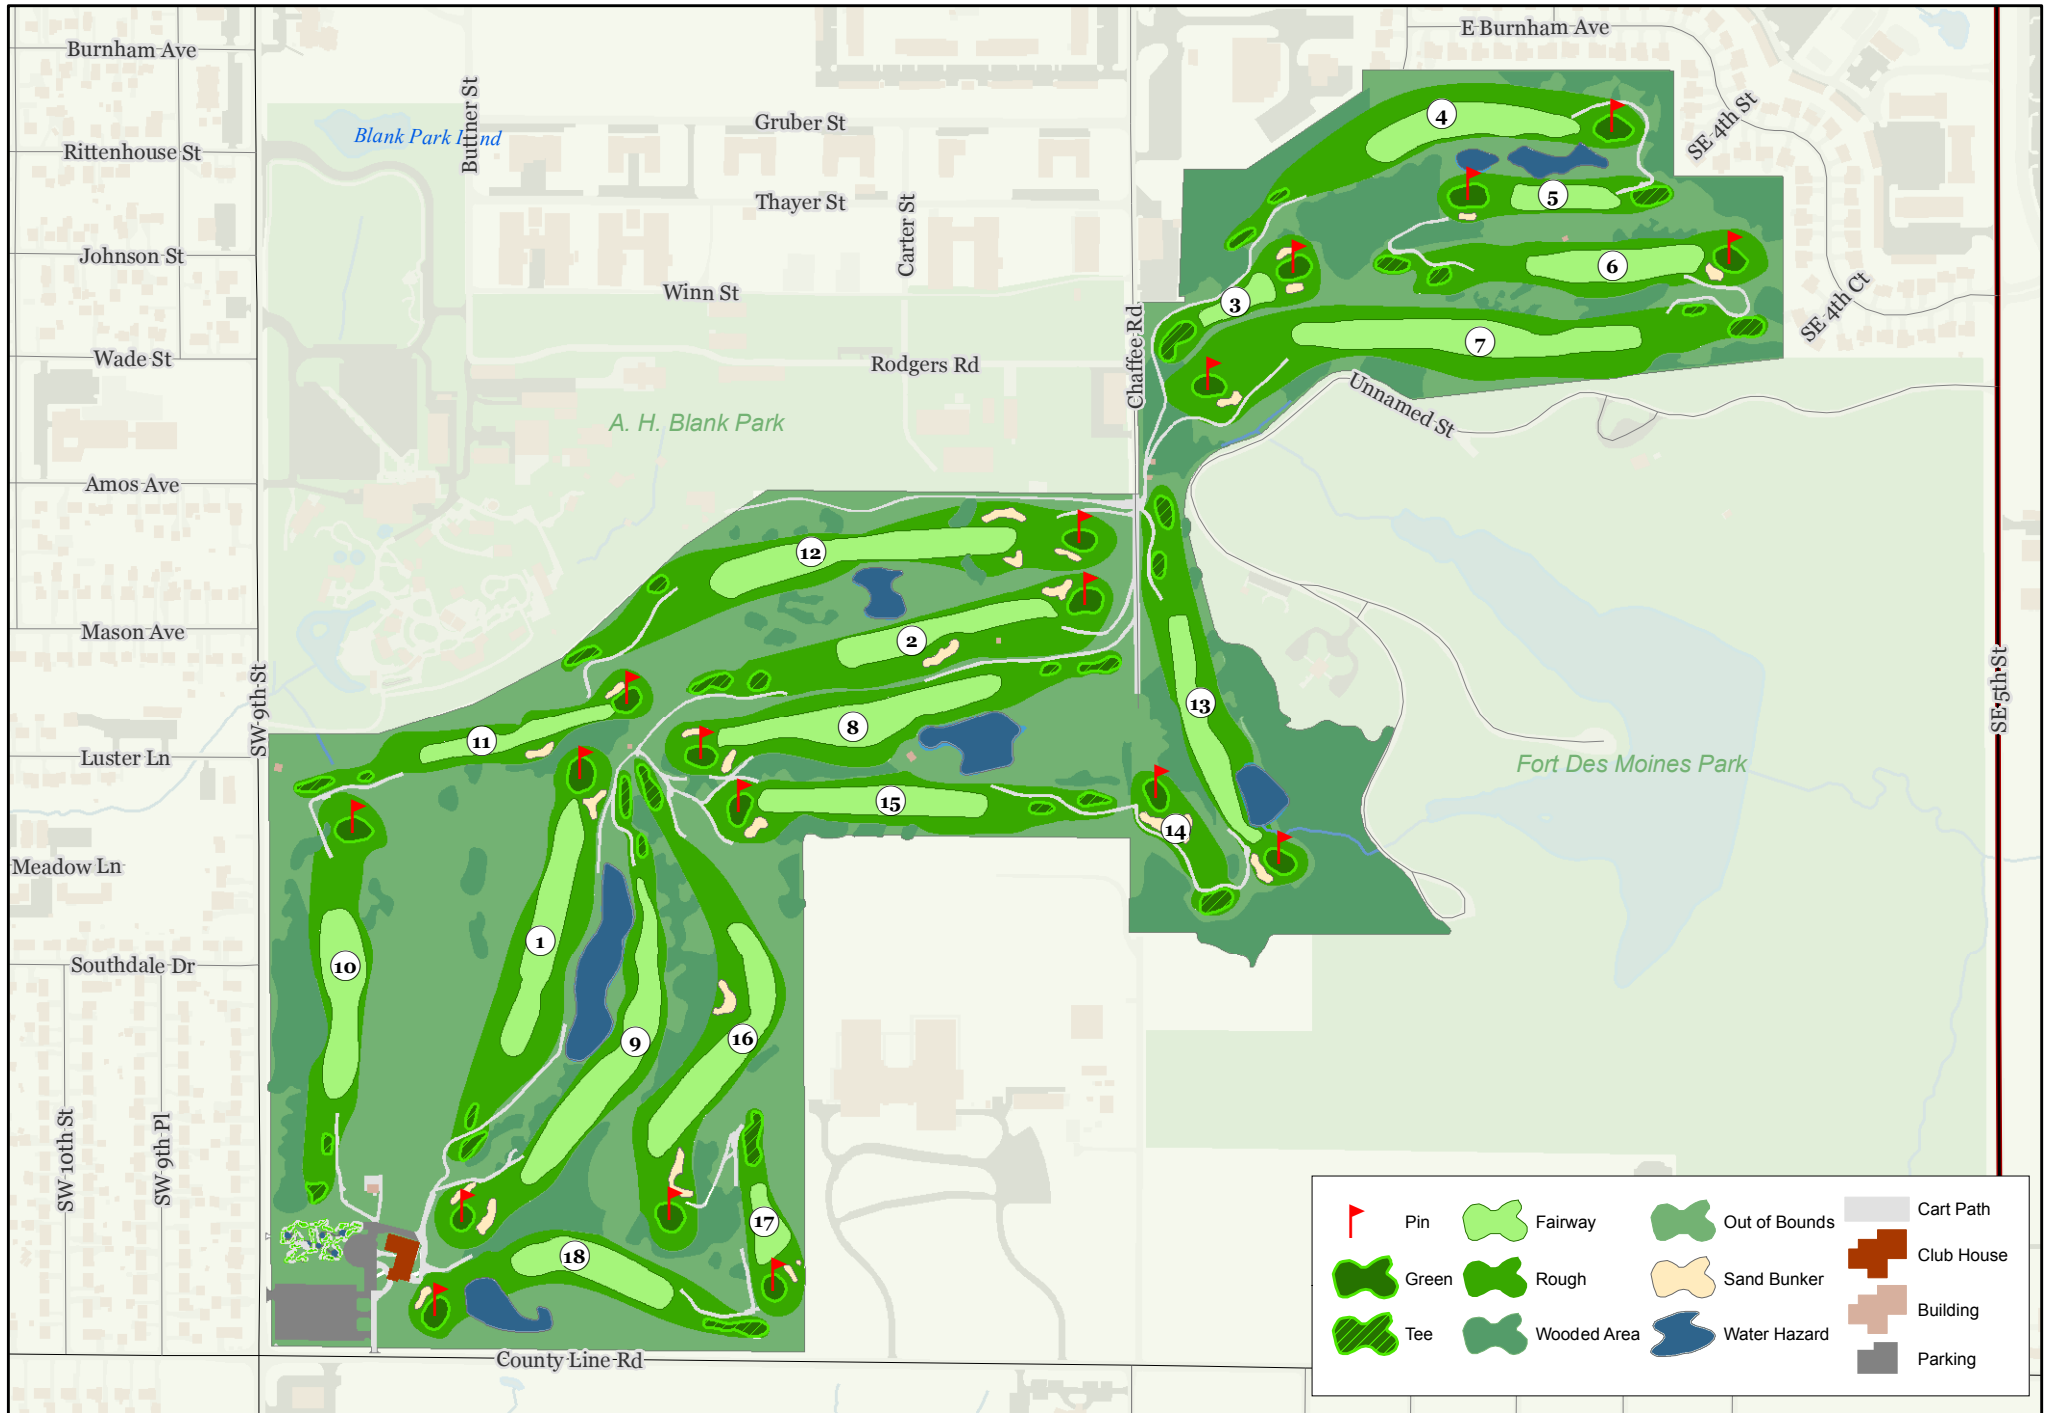 Burnham Ave
E Burnham Ave
Buttner St
Gruber St
Blank Park Pond
Rittenhouse St
SE 4th St
Thayer St
Carter St
Johnson St
Winn St
SE 4th Ct
Chaffee Rd
Wade St
Rodgers Rd
Unnamed St
A. H. Blank Park
Amos Ave
Mason Ave
SW 9th St
SE 5th St
Luster Ln
Fort Des Moines Park
Meadow Ln
Southdale Dr
SW 10th St
SW 9th Pl
County Line Rd
4
5
6
3
7
12
2
13
8
11
15
14
1
10
9
16
17
18
Pin
Fairway
Out of Bounds
Cart Path
Green
Rough
Sand Bunker
Club House
Tee
Wooded Area
Water Hazard
Building
Parking